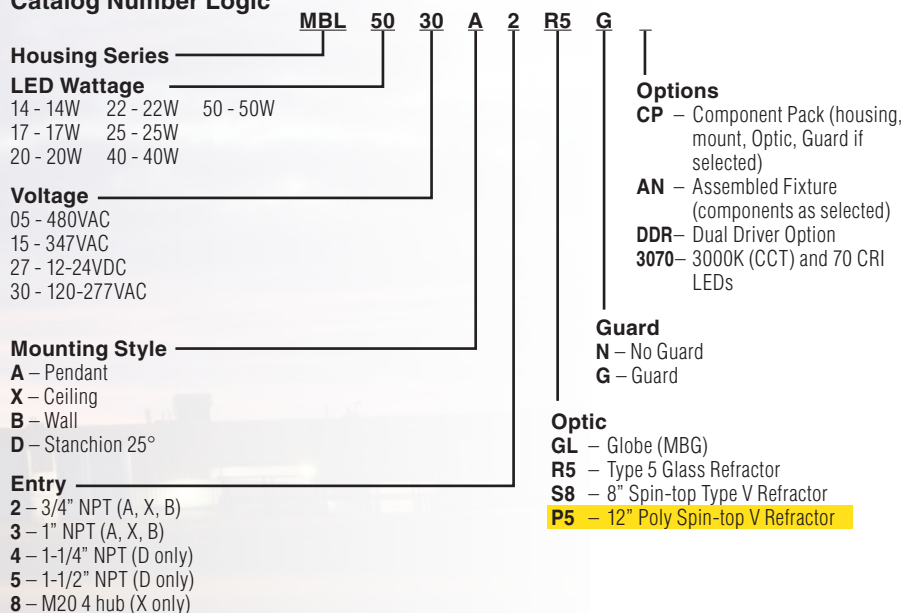 Catalog Number Logic
MBL 50 30 A 2 R5 G _
Housing Series
LED Wattage
14 - 14W 22 - 22W 50 - 50W
17 - 17W 25 - 25W
20 - 20W 40 - 40W
Voltage
05 - 480VAC
15 - 347VAC
27 - 12-24VDC
30 - 120-277VAC
Mounting Style
A – Pendant
X – Ceiling
B – Wall
D – Stanchion 25°
Entry
2 – 3/4" NPT (A, X, B)
3 – 1" NPT (A, X, B)
4 – 1-1/4" NPT (D only)
5 – 1-1/2" NPT (D only)
8 – M20 4 hub (X only)
Options
CP – Component Pack (housing,
mount, Optic, Guard if
selected)
AN – Assembled Fixture
(components as selected)
DDR– Dual Driver Option
3070– 3000K (CCT) and 70 CRI
LEDs
Guard
N – No Guard
G – Guard
Optic
GL – Globe (MBG)
R5 – Type 5 Glass Refractor
S8 – 8” Spin-top Type V Refractor
P5 – 12” Poly Spin-top V Refractor